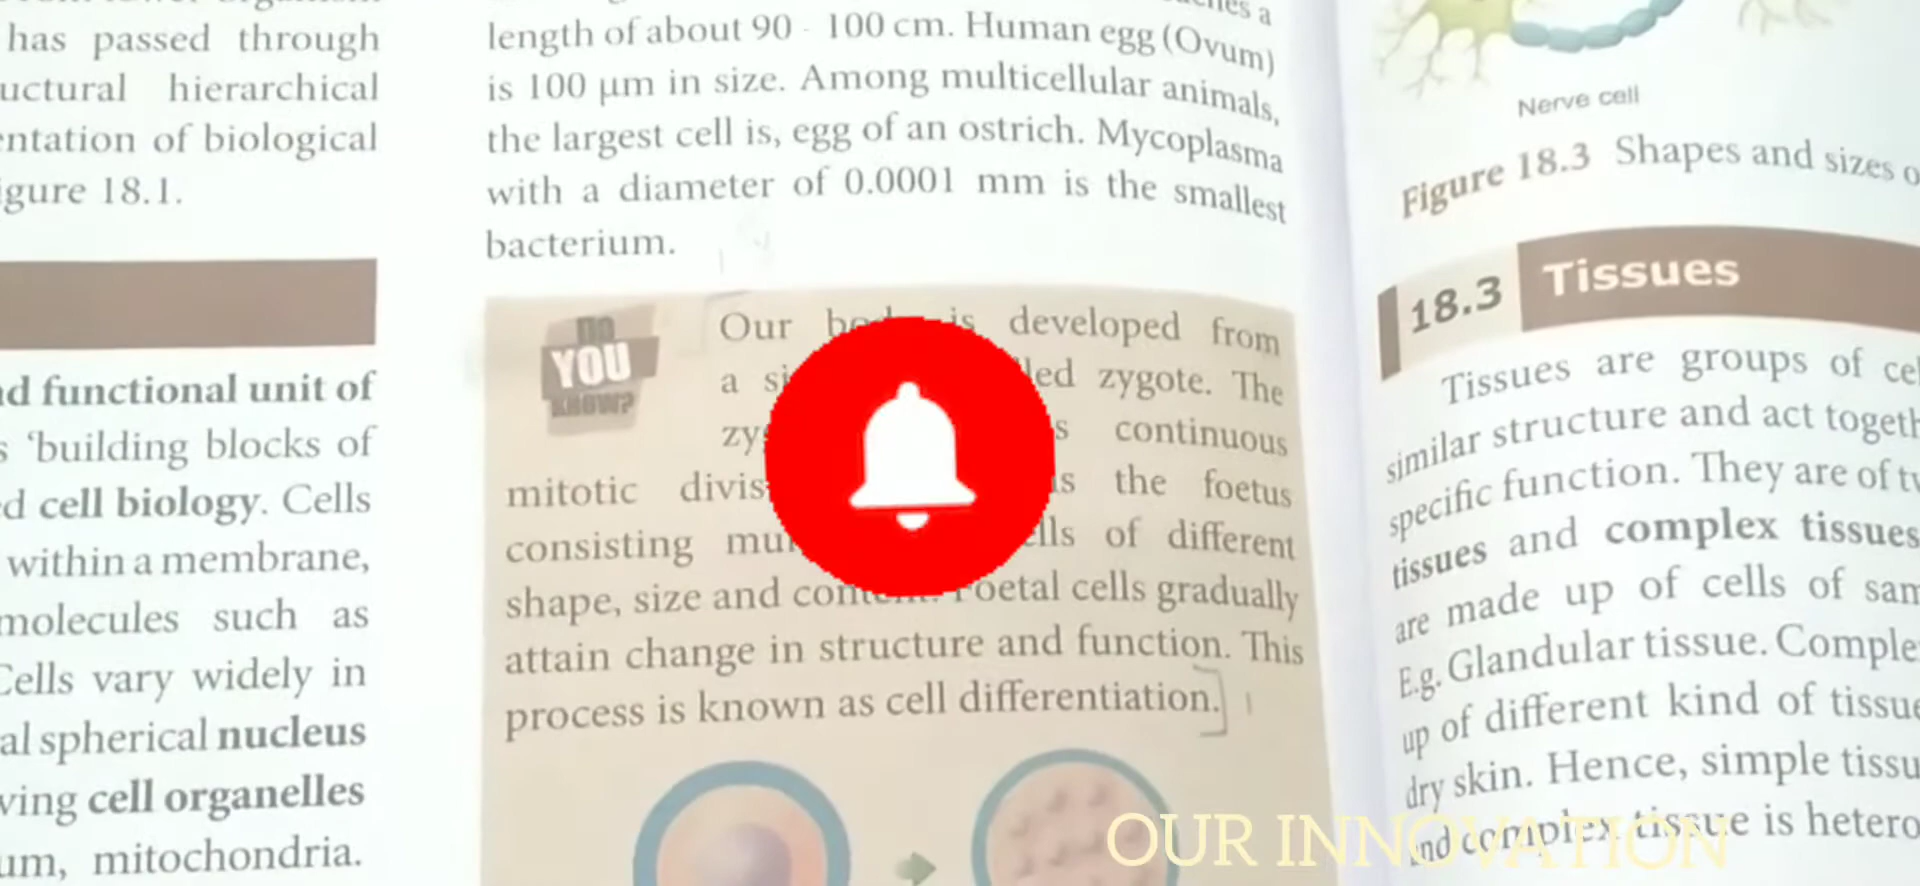 has passed through
uctural hierarchical
entation of biological
igure 18.1.
d functional unit of
s ‘building blocks of
d cell biology. Cells
within a membrane,
molecules such as
Cells vary widely in
al spherical nucleus
ving cell organelles
um, mitochondria.
length of about 90 - 100 cm. Human egg (Ovum)
is 100 µm in size. Among multicellular animals,
the largest cell is, egg of an ostrich. Mycoplasma
with a diameter of 0.0001 mm is the smallest
bacterium.
DO
YOU
KNOW?
Our is developed from
a led zygote. The
zy s continuous
mitotic divis s the foetus
consisting mu lls of different
shape, size and oetal cells gradually
attain change in structure and function. This
process is known as cell differentiation.
Nerve cell
Figure 18.3 Shapes and sizes o
18.3 Tissues
Tissues are groups of cel
similar structure and act togeth
specific function. They are of tw
tissues and complex tissues
are made up of cells of sam
E.g. Glandular tissue. Comple
up of different kind of tissue
dry skin. Hence, simple tissu
and complex tissue is hetero
OUR INNOVATION